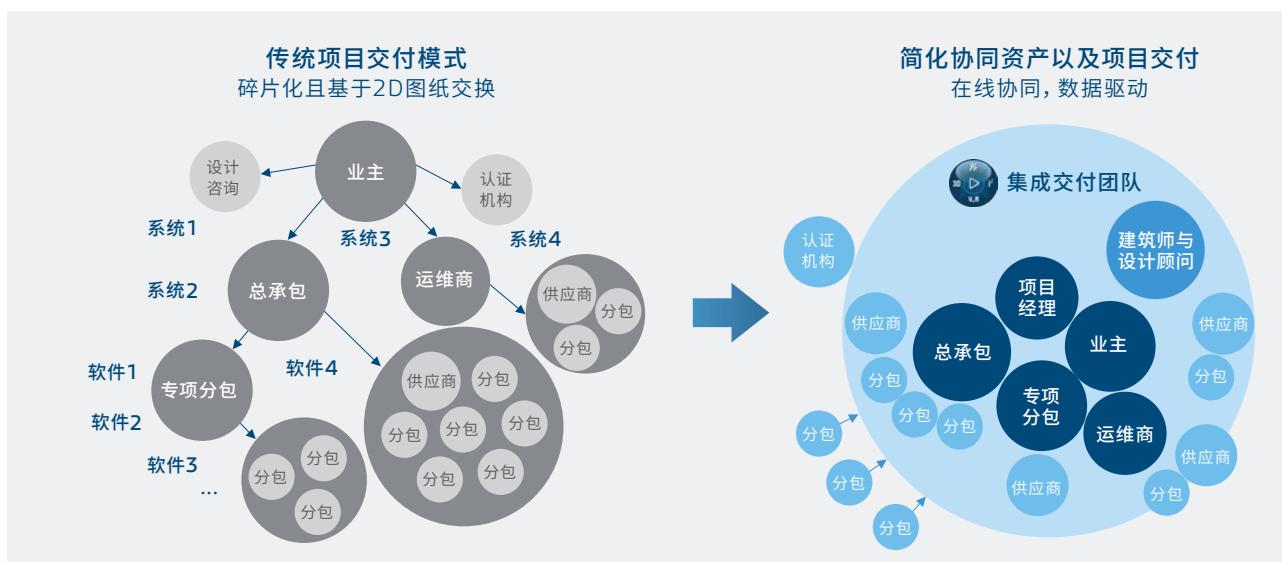 传统项目交付模式
碎片化且基于2D图纸交换
设计
咨询
业主
认证
机构
系统1
系统3
系统4
系统2
总承包
运维商
供应商
分包
分包
软件1
专项分包
软件4
软件2
软件3
...
分包
分包
分包
供应商
分包
分包
分包
分包
分包
分包
简化协同资产以及项目交付
在线协同，数据驱动
3D
V.R
集成交付团队
认证
机构
建筑师与
设计顾问
项目
经理
供应商
总承包
业主
供应商
分包
分包
分包
分包
专项
分包
运维商
分包
供应商
供应商
分包
分包
分包